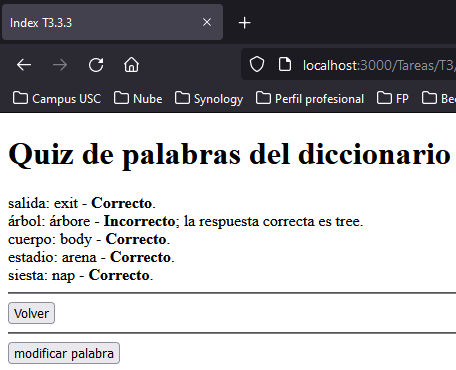 Index T3.3.3
localhost:3000/Tareas/T3/
Campus USC Nube Synology Perfil profesional FP Be
Quiz de palabras del diccionario
salida: exit - Correcto.
árbol: árbore - Incorrecto; la respuesta correcta es tree.
cuerpo: body - Correcto.
estadio: arena - Correcto.
siesta: nap - Correcto.
Volver
modificar palabra